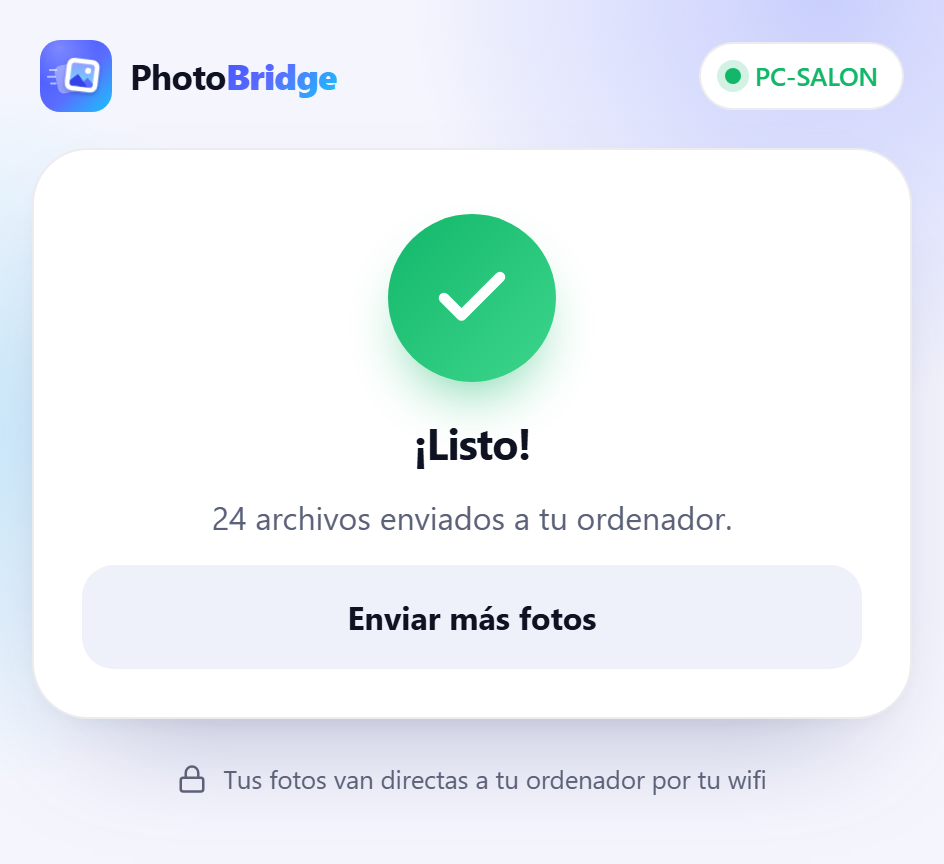 PhotoBridge
PC-SALON
¡Listo!
24 archivos enviados a tu ordenador.
Enviar más fotos
Tus fotos van directas a tu ordenador por tu wifi